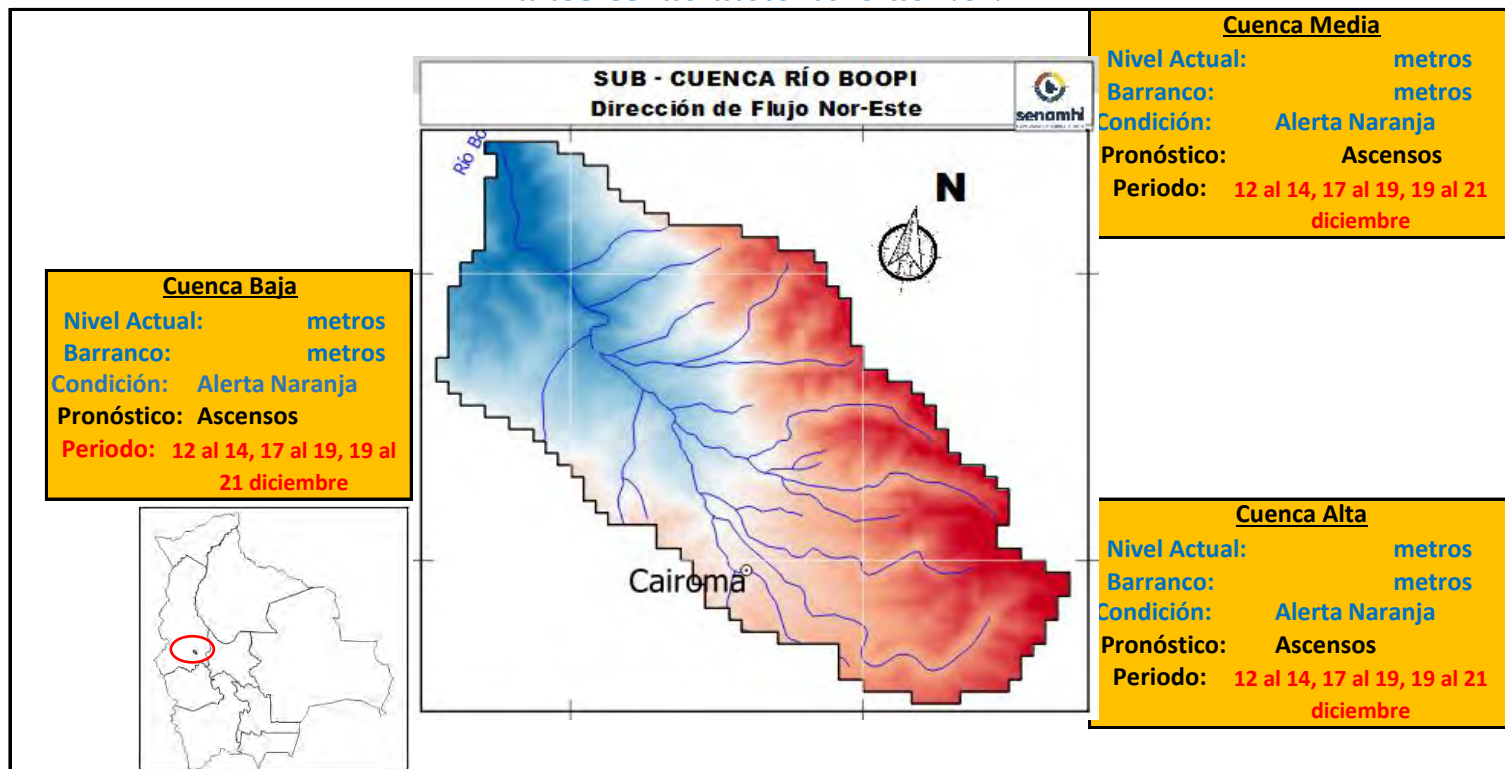 SUB - CUENCA RÍO BOOPI
Dirección de Flujo Nor-Este
senamhi
Río Bo
N
Cairoma
Cuenca Media
Nivel Actual: metros
Barranco: metros
Condición: Alerta Naranja
Pronóstico: Ascensos
Periodo: 12 al 14, 17 al 19, 19 al 21
diciembre
Cuenca Baja
Nivel Actual: metros
Barranco: metros
Condición: Alerta Naranja
Pronóstico: Ascensos
Periodo: 12 al 14, 17 al 19, 19 al
21 diciembre
Cuenca Alta
Nivel Actual: metros
Barranco: metros
Condición: Alerta Naranja
Pronóstico: Ascensos
Periodo: 12 al 14, 17 al 19, 19 al 21
diciembre